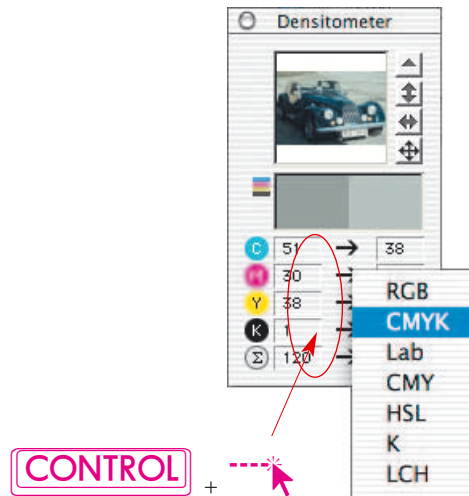 Densitometer
C 51 → 38
M 30 →
Y 38 →
K 1 →
Σ 120 →
RGB
CMYK
Lab
CMY
HSL
K
LCH
CONTROL +